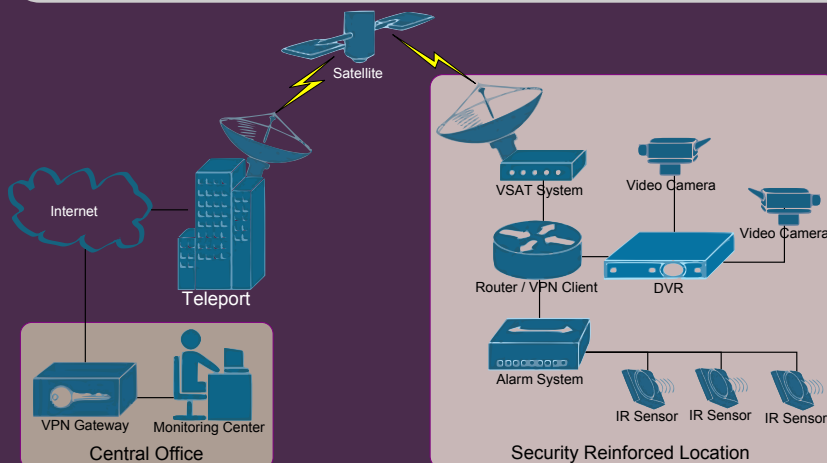 Satellite
Internet
Teleport
VPN Gateway
Monitoring Center
Central Office
VSAT System
Video Camera
Video Camera
Router / VPN Client
DVR
Alarm System
IR Sensor
IR Sensor
IR Sensor
Security Reinforced Location